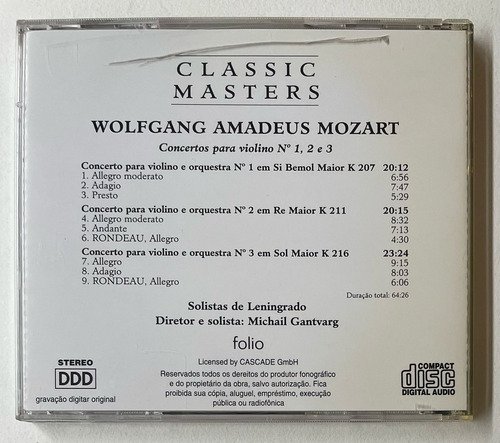 CLASSIC
MASTERS
WOLFGANG AMADEUS MOZART
Concertos para violino Nº 1, 2 e 3
Concerto para violino e orquestra Nº 1 em Si Bemol Maior K 207 20:12
1. Allegro moderato 6:56
2. Adagio 7:47
3. Presto 5:29
Concerto para violino e orquestra Nº 2 em Re Maior K 211 20:15
4. Allegro moderato 8:32
5. Andante 7:13
6. RONDEAU, Allegro 4:30
Concerto para violino e orquestra Nº 3 em Sol Maior K 216 23:24
7. Allegro 9:15
8. Adagio 8:03
9. RONDEAU, Allegro 6:06
Duração total: 64:26
Solistas de Leningrado
Diretor e solista: Michail Gantvarg
folio
Licensed by CASCADE GmbH
STEREO
DDD
gravação digital original
Reservados todos os direitos do produtor fonográfico
e do propietário da obra, salvo autorização. Fica
proibida sua cópia, aluguel, empréstimo, execução
pública ou radiofônica
COMPACT
disc
DIGITAL AUDIO